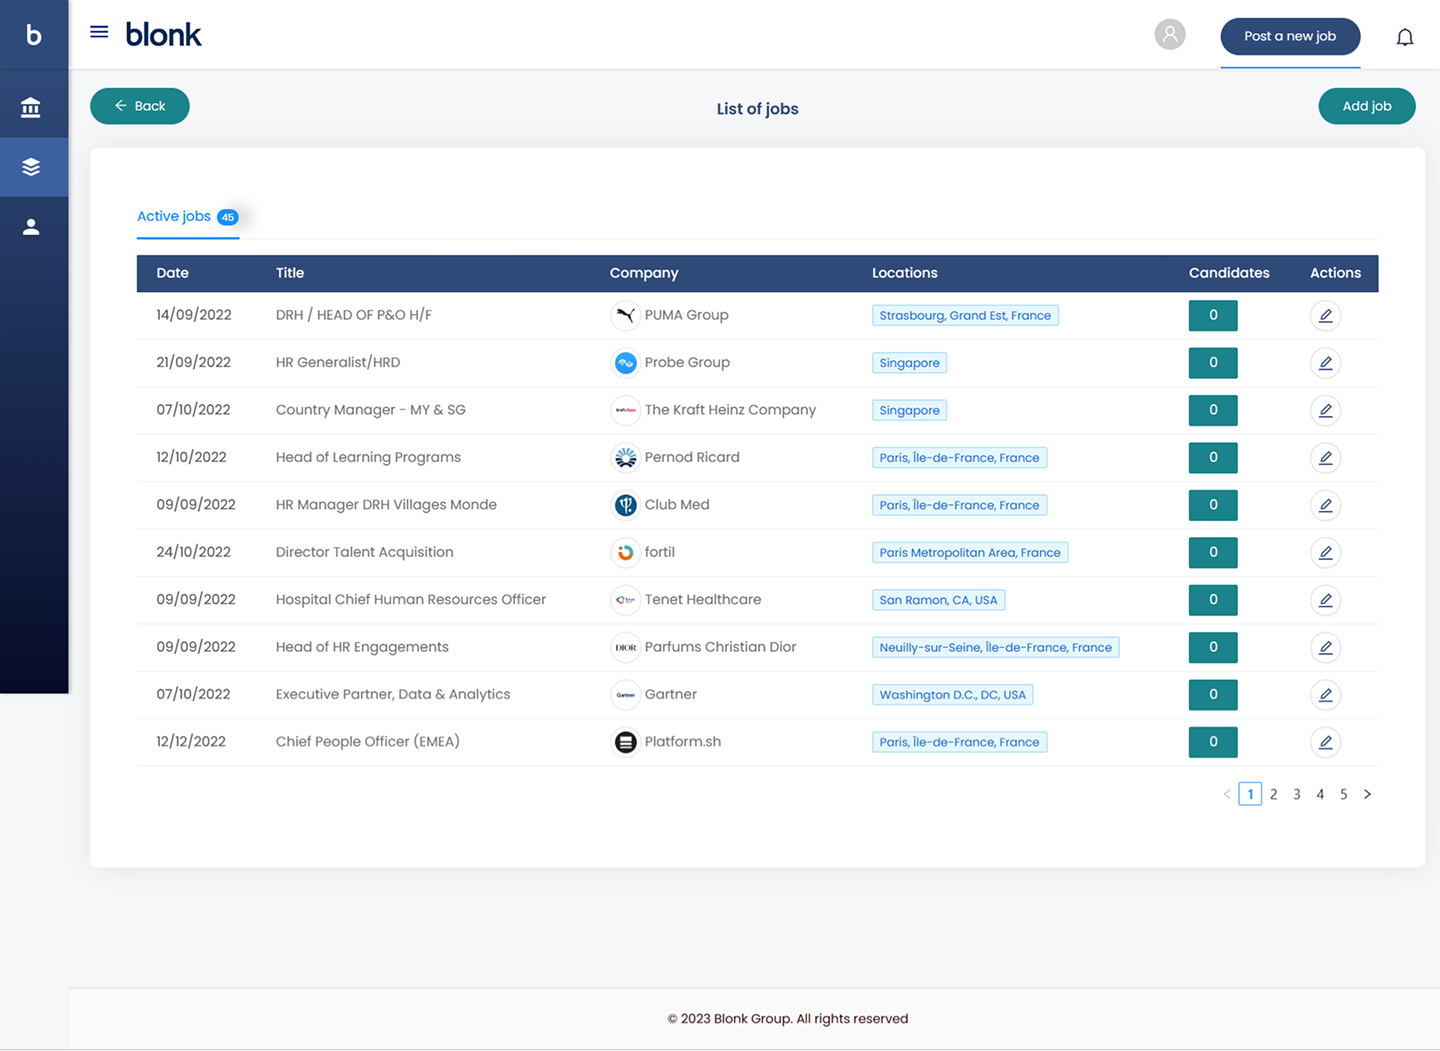 b
blonk
Post a new job
Back
List of jobs
Add job
Active jobs 45
Date Title Company Locations Candidates Actions
14/09/2022 DRH / HEAD OF P&O H/F PUMA Group Strasbourg, Grand Est, France 0
21/09/2022 HR Generalist/HRD Probe Group Singapore 0
07/10/2022 Country Manager - MY & SG KraftHeinz The Kraft Heinz Company Singapore 0
12/10/2022 Head of Learning Programs Pernod Ricard Paris, Île-de-France, France 0
09/09/2022 HR Manager DRH Villages Monde Club Med Paris, Île-de-France, France 0
24/10/2022 Director Talent Acquisition fortil Paris Metropolitan Area, France 0
09/09/2022 Hospital Chief Human Resources Officer Tenet Healthcare San Ramon, CA, USA 0
09/09/2022 Head of HR Engagements DIOR Parfums Christian Dior Neuilly-sur-Seine, Île-de-France, France 0
07/10/2022 Executive Partner, Data & Analytics Gartner Gartner Washington D.C., DC, USA 0
12/12/2022 Chief People Officer (EMEA) Platform.sh Paris, Île-de-France, France 0
< 1 2 3 4 5 >
© 2023 Blonk Group. All rights reserved